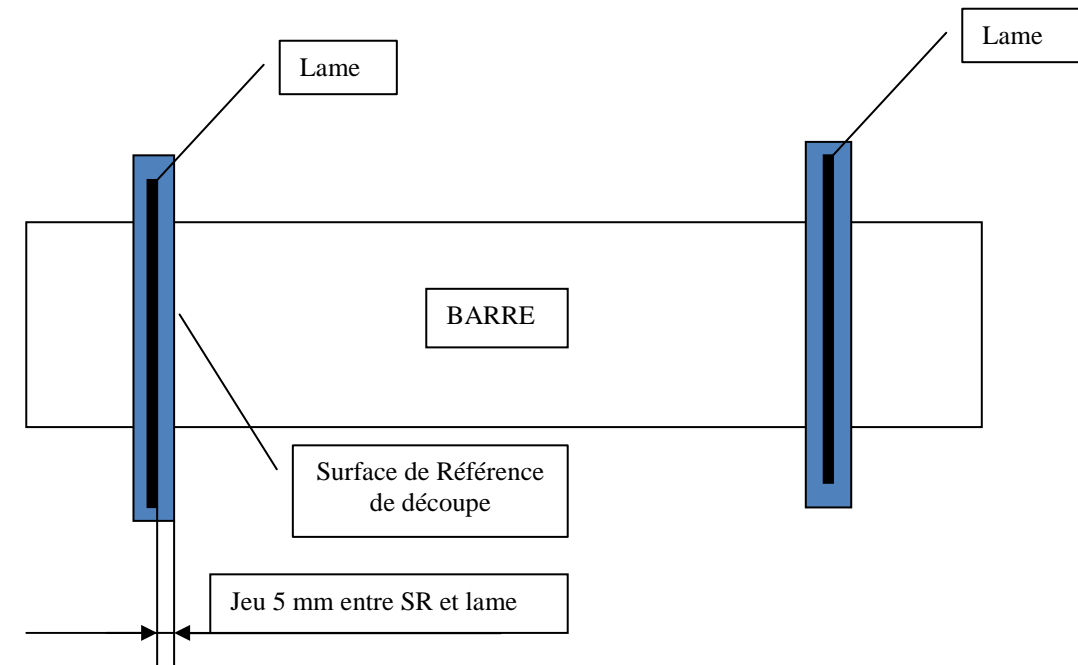 Lame
Lame
BARRE
Surface de Référence
de découpe
Jeu 5 mm entre SR et lame